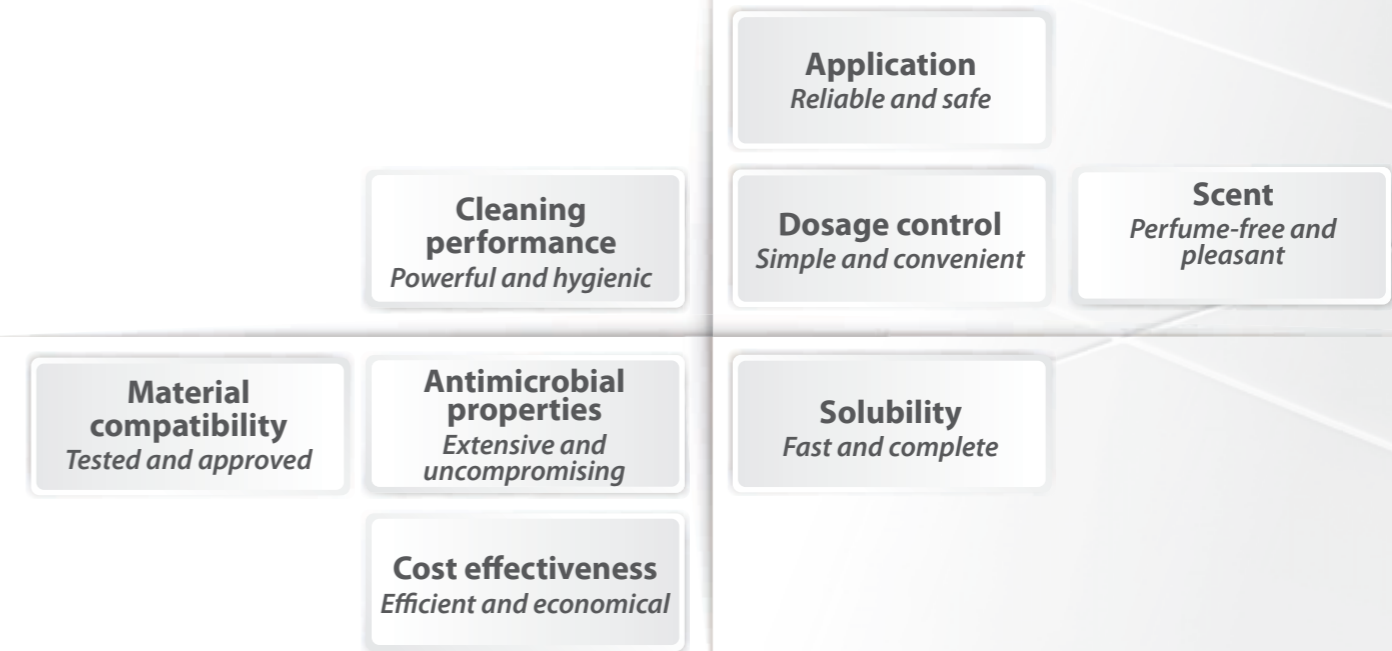 Application
Reliable and safe
Cleaning
performance
Powerful and hygienic
Dosage control
Simple and convenient
Scent
Perfume-free and
pleasant
Material
compatibility
Tested and approved
Antimicrobial
properties
Extensive and
uncompromising
Solubility
Fast and complete
Cost effectiveness
Efficient and economical